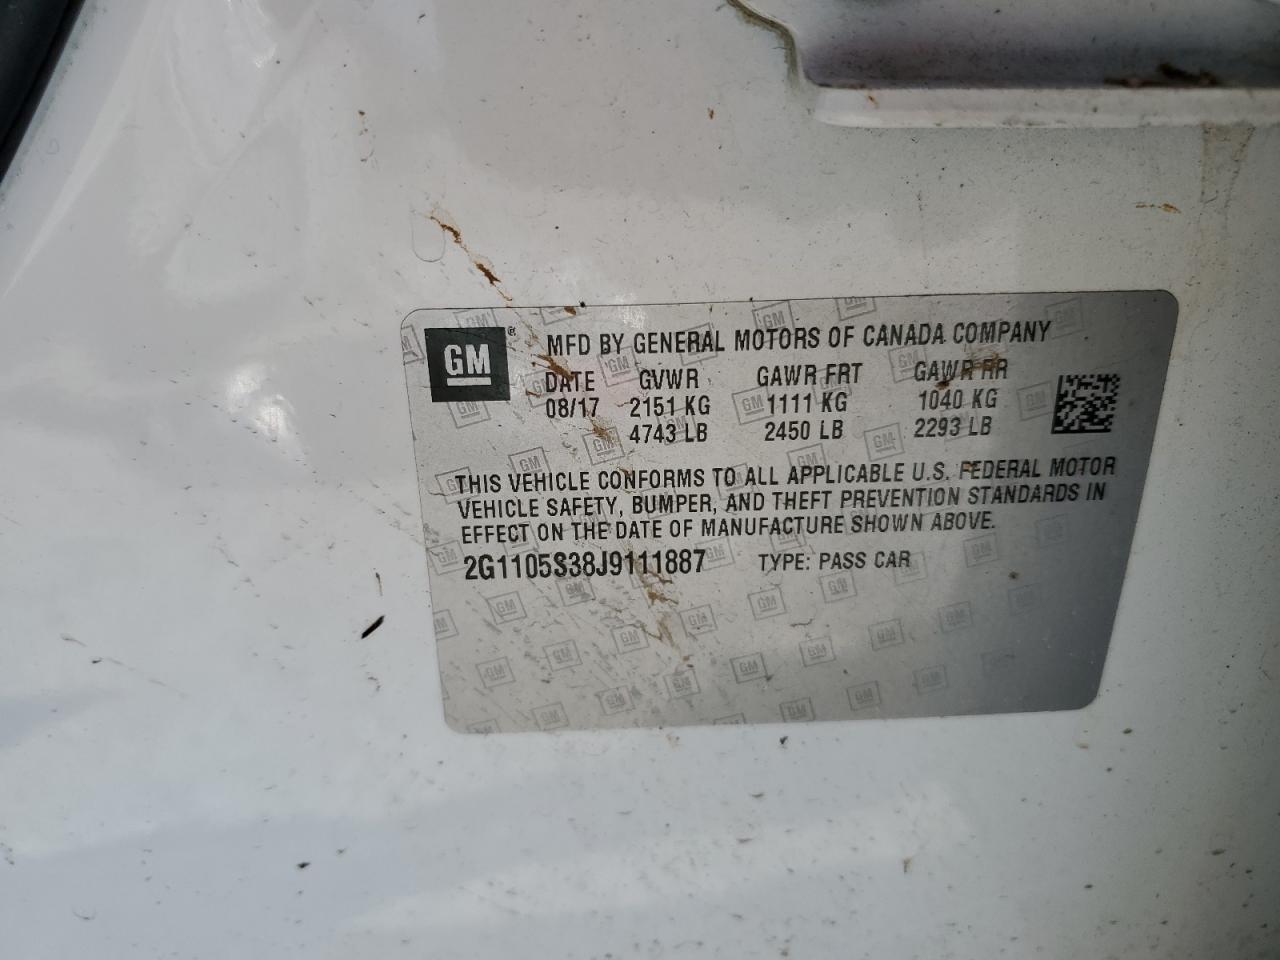 GM ® MFD BY GENERAL MOTORS OF CANADA COMPANY
DATE GVWR GAWR FRT GAWR RR
08/17 2151 KG 1111 KG 1040 KG
4743 LB 2450 LB 2293 LB
THIS VEHICLE CONFORMS TO ALL APPLICABLE U.S. FEDERAL MOTOR
VEHICLE SAFETY, BUMPER, AND THEFT PREVENTION STANDARDS IN
EFFECT ON THE DATE OF MANUFACTURE SHOWN ABOVE.
2G1105S38J9111887 TYPE: PASS CAR